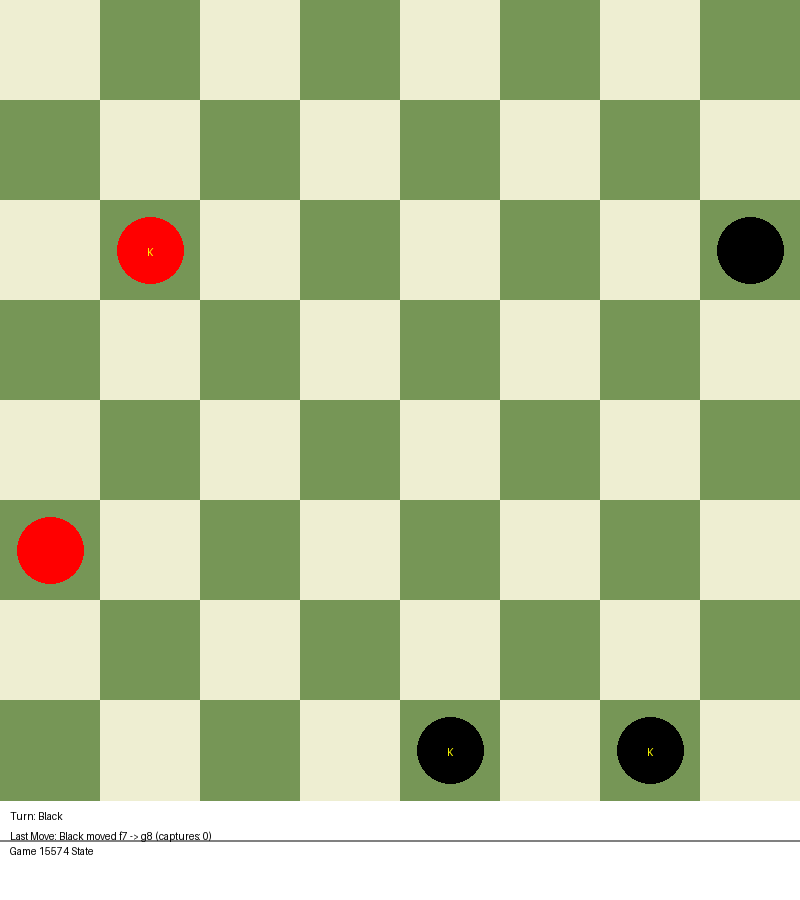 K
K
K
Turn: Black
Last Move: Black moved f7 -> g8 (captures: 0)
Game 15574 State